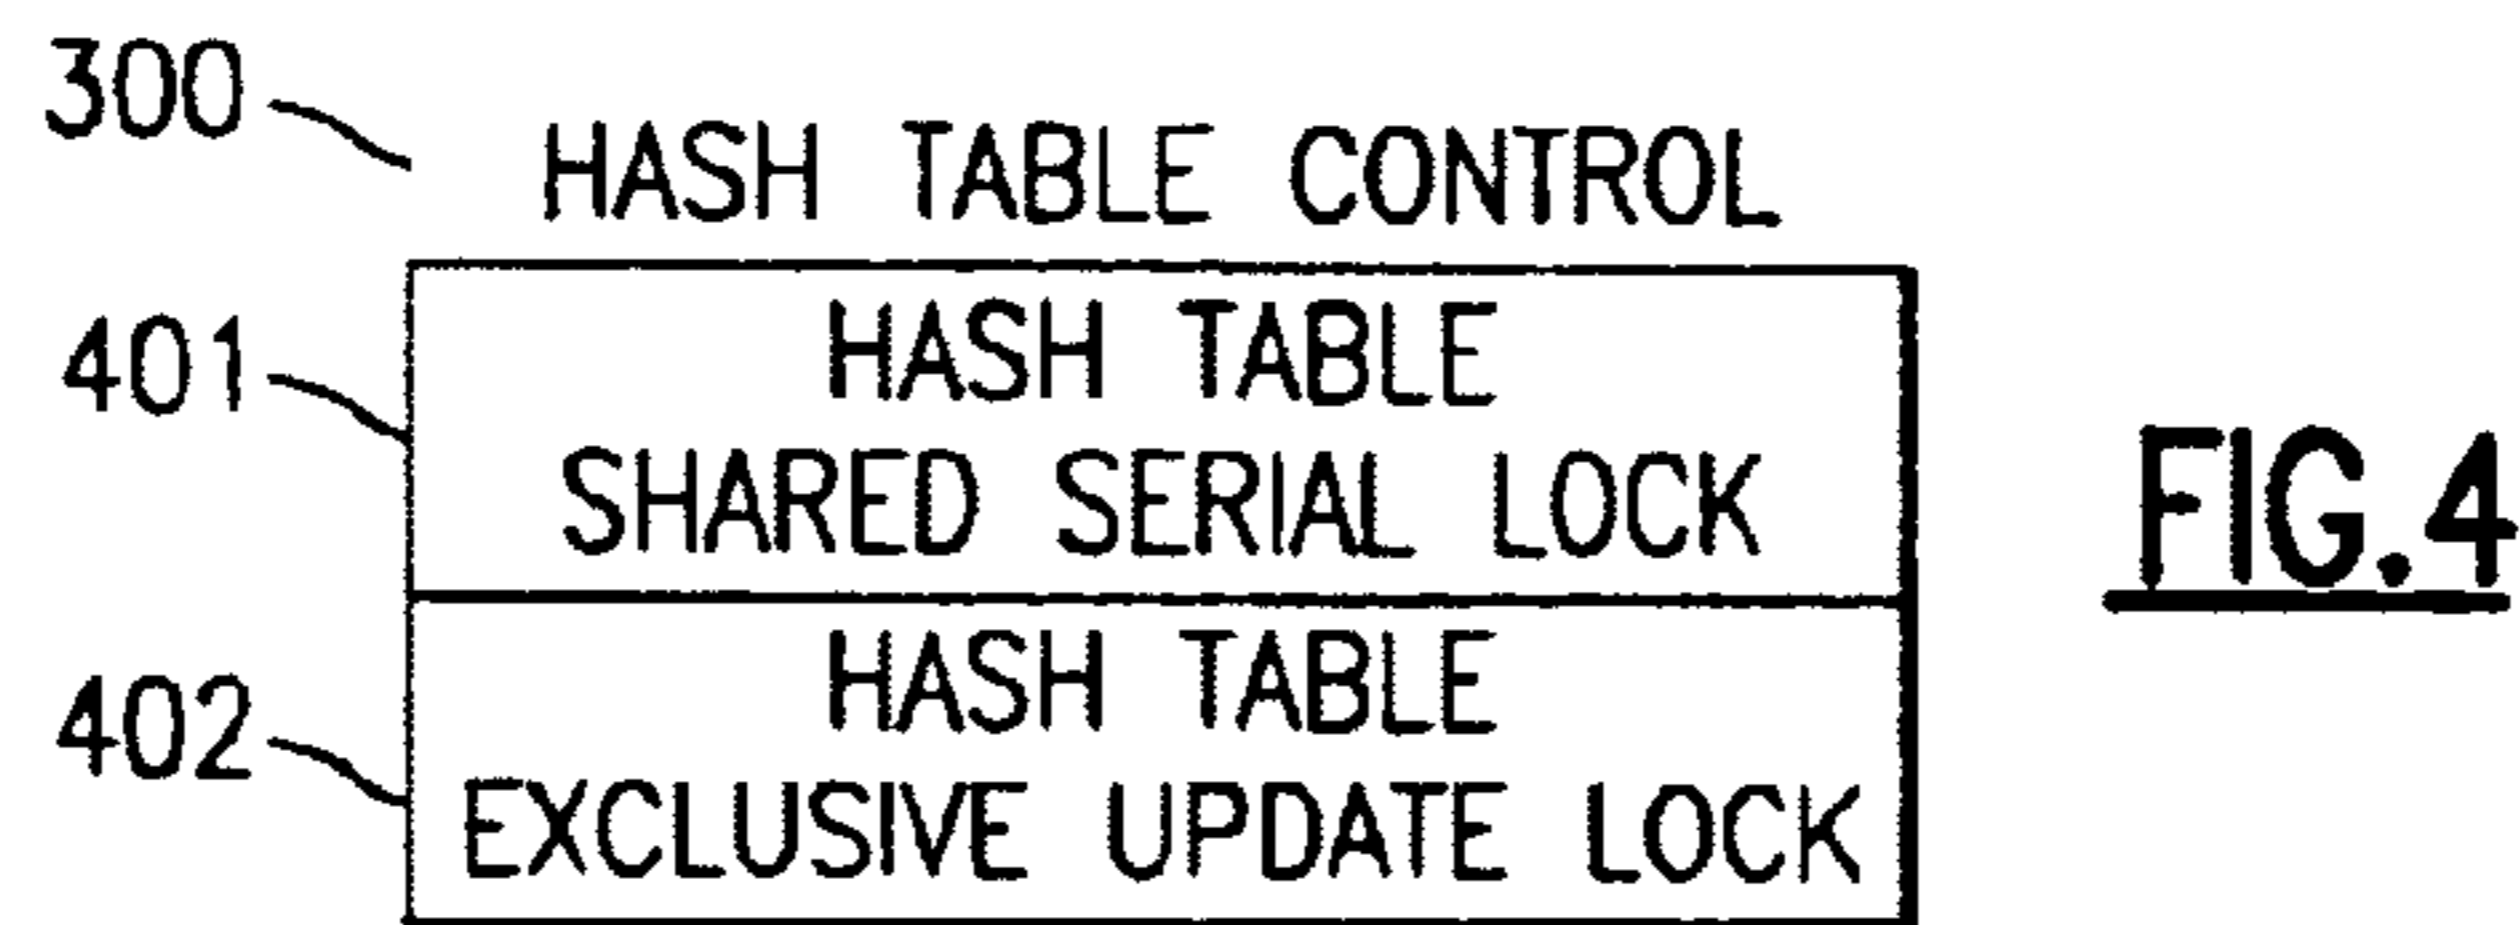 300
HASH TABLE CONTROL
401
HASH TABLE
SHARED SERIAL LOCK
402
HASH TABLE
EXCLUSIVE UPDATE LOCK
FIG.4